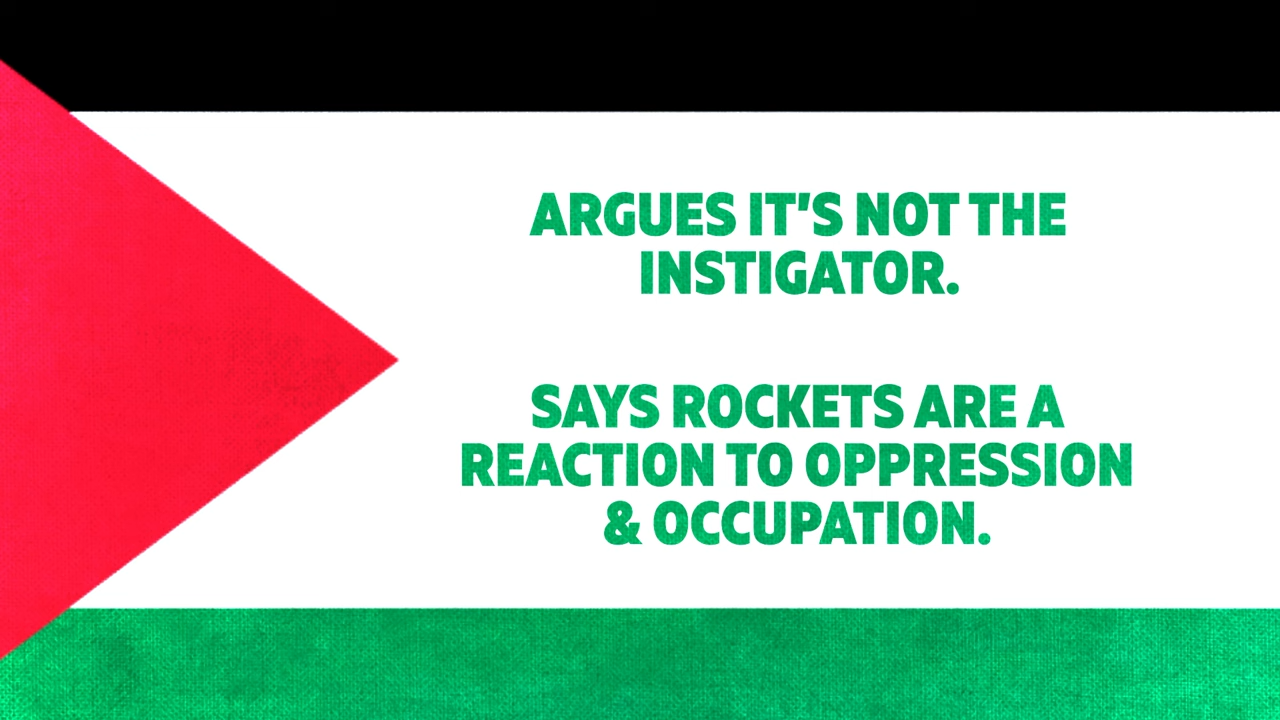 ARGUES IT'S NOT THE
INSTIGATOR.
SAYS ROCKETS ARE A
REACTION TO OPPRESSION
& OCCUPATION.